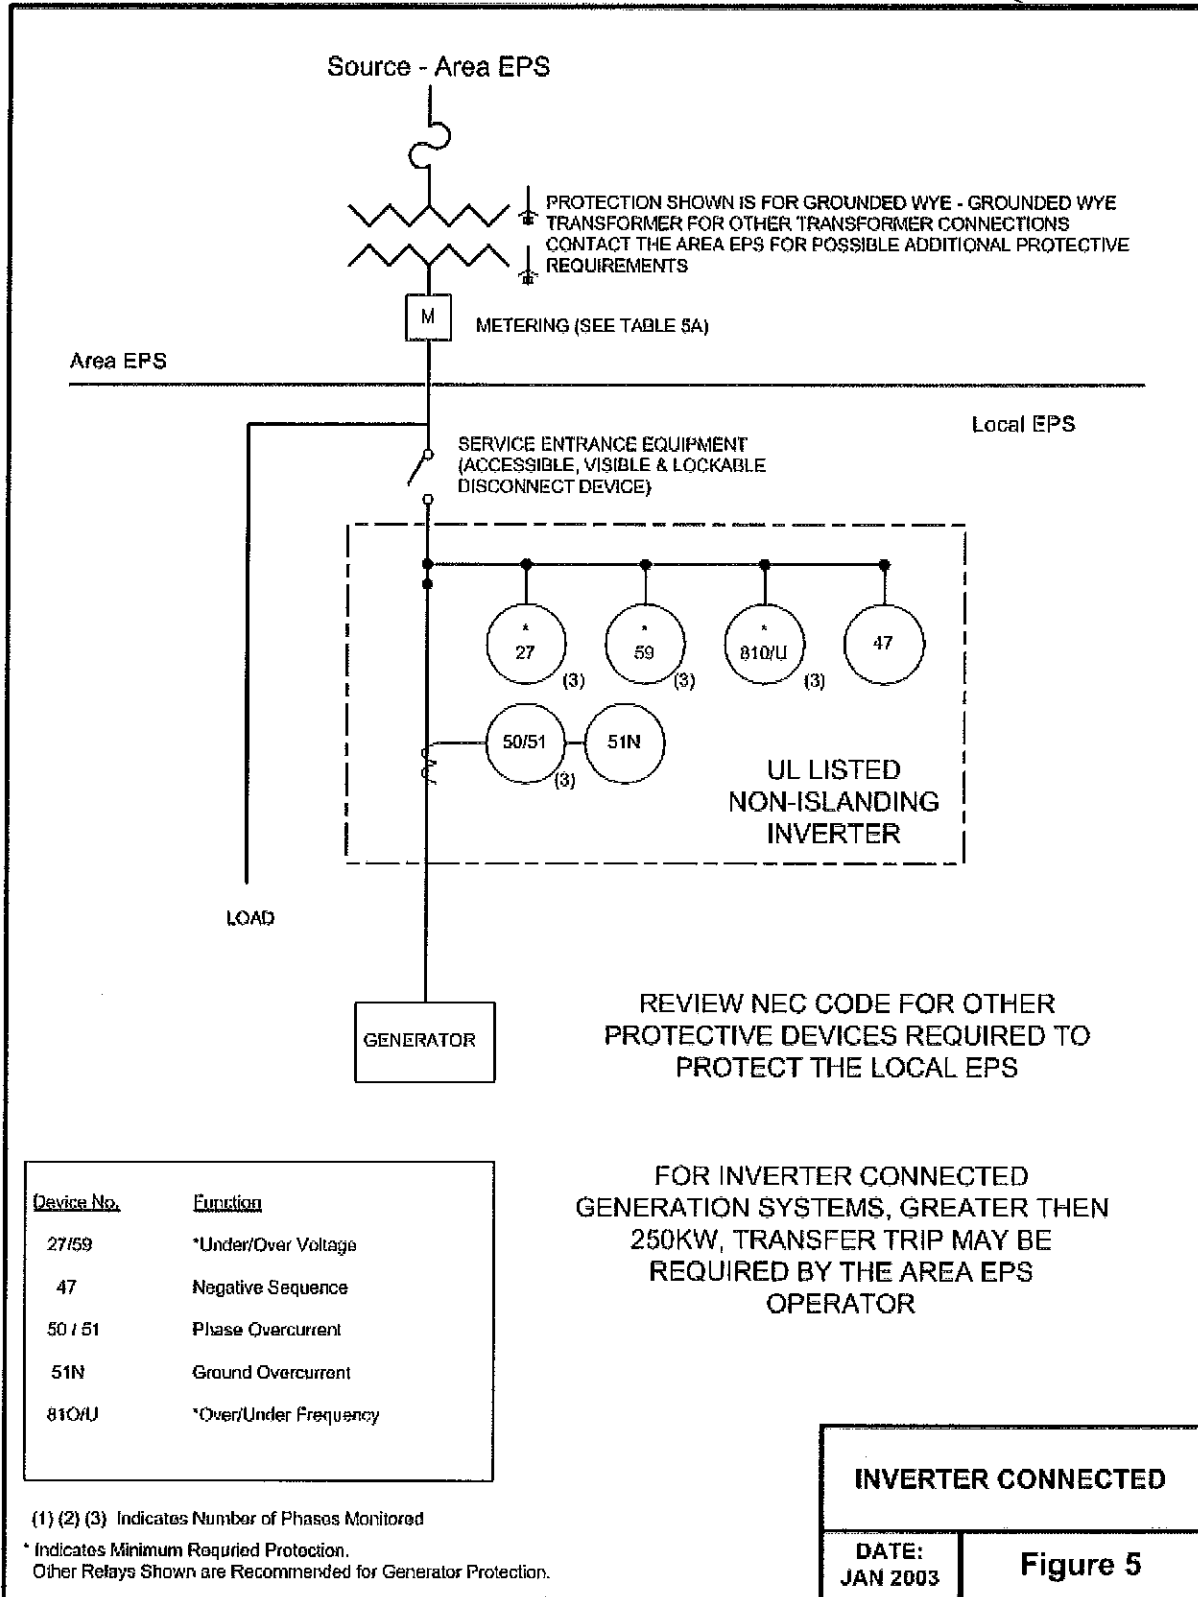 Source - Area EPS
PROTECTION SHOWN IS FOR GROUNDED WYE - GROUNDED WYE
TRANSFORMER FOR OTHER TRANSFORMER CONNECTIONS
CONTACT THE AREA EPS FOR POSSIBLE ADDITIONAL PROTECTIVE
REQUIREMENTS
M
METERING (SEE TABLE 5A)
Area EPS
Local EPS
SERVICE ENTRANCE EQUIPMENT
(ACCESSIBLE, VISIBLE & LOCKABLE
DISCONNECT DEVICE)
* 27 (3)
* 59 (3)
* 81O/U (3)
47
50/51 (3)
51N
UL LISTED
NON-ISLANDING
INVERTER
LOAD
GENERATOR
REVIEW NEC CODE FOR OTHER
PROTECTIVE DEVICES REQUIRED TO
PROTECT THE LOCAL EPS
FOR INVERTER CONNECTED
GENERATION SYSTEMS, GREATER THEN
250KW, TRANSFER TRIP MAY BE
REQUIRED BY THE AREA EPS
OPERATOR
Device No. Function
27/59 *Under/Over Voltage
47 Negative Sequence
50 / 51 Phase Overcurrent
51N Ground Overcurrent
81O/U *Over/Under Frequency
(1) (2) (3) Indicates Number of Phases Monitored
* Indicates Minimum Requried Protection.
Other Relays Shown are Recommended for Generator Protection.
INVERTER CONNECTED
DATE:
JAN 2003
Figure 5